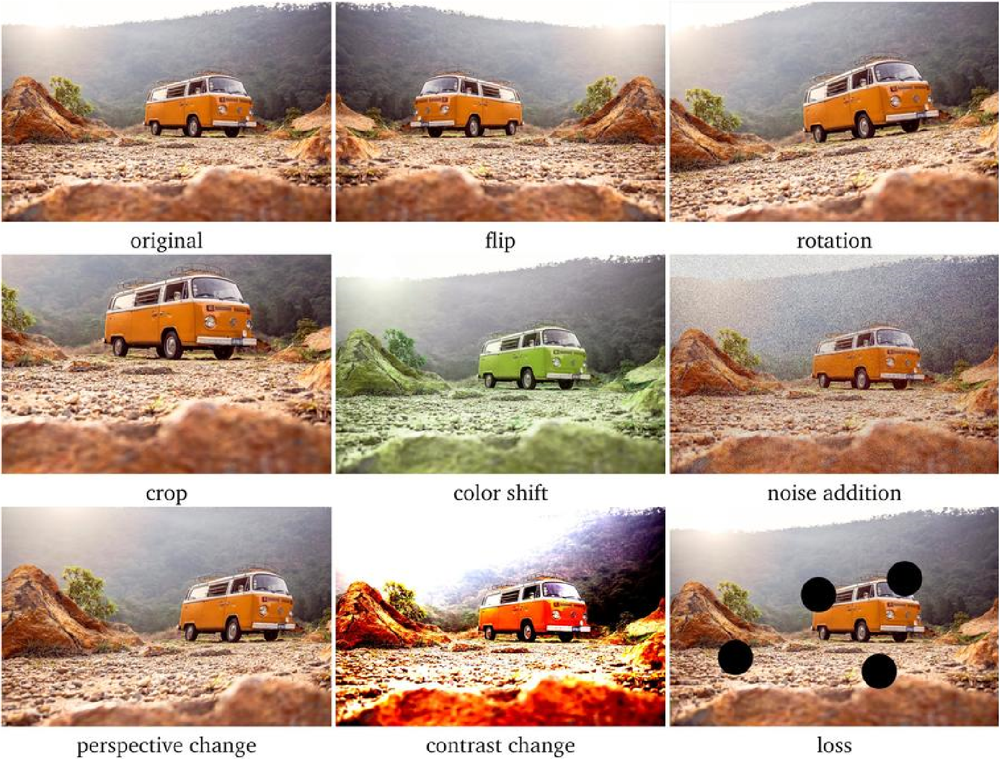 original
flip
rotation
crop
color shift
noise addition
perspective change
contrast change
loss